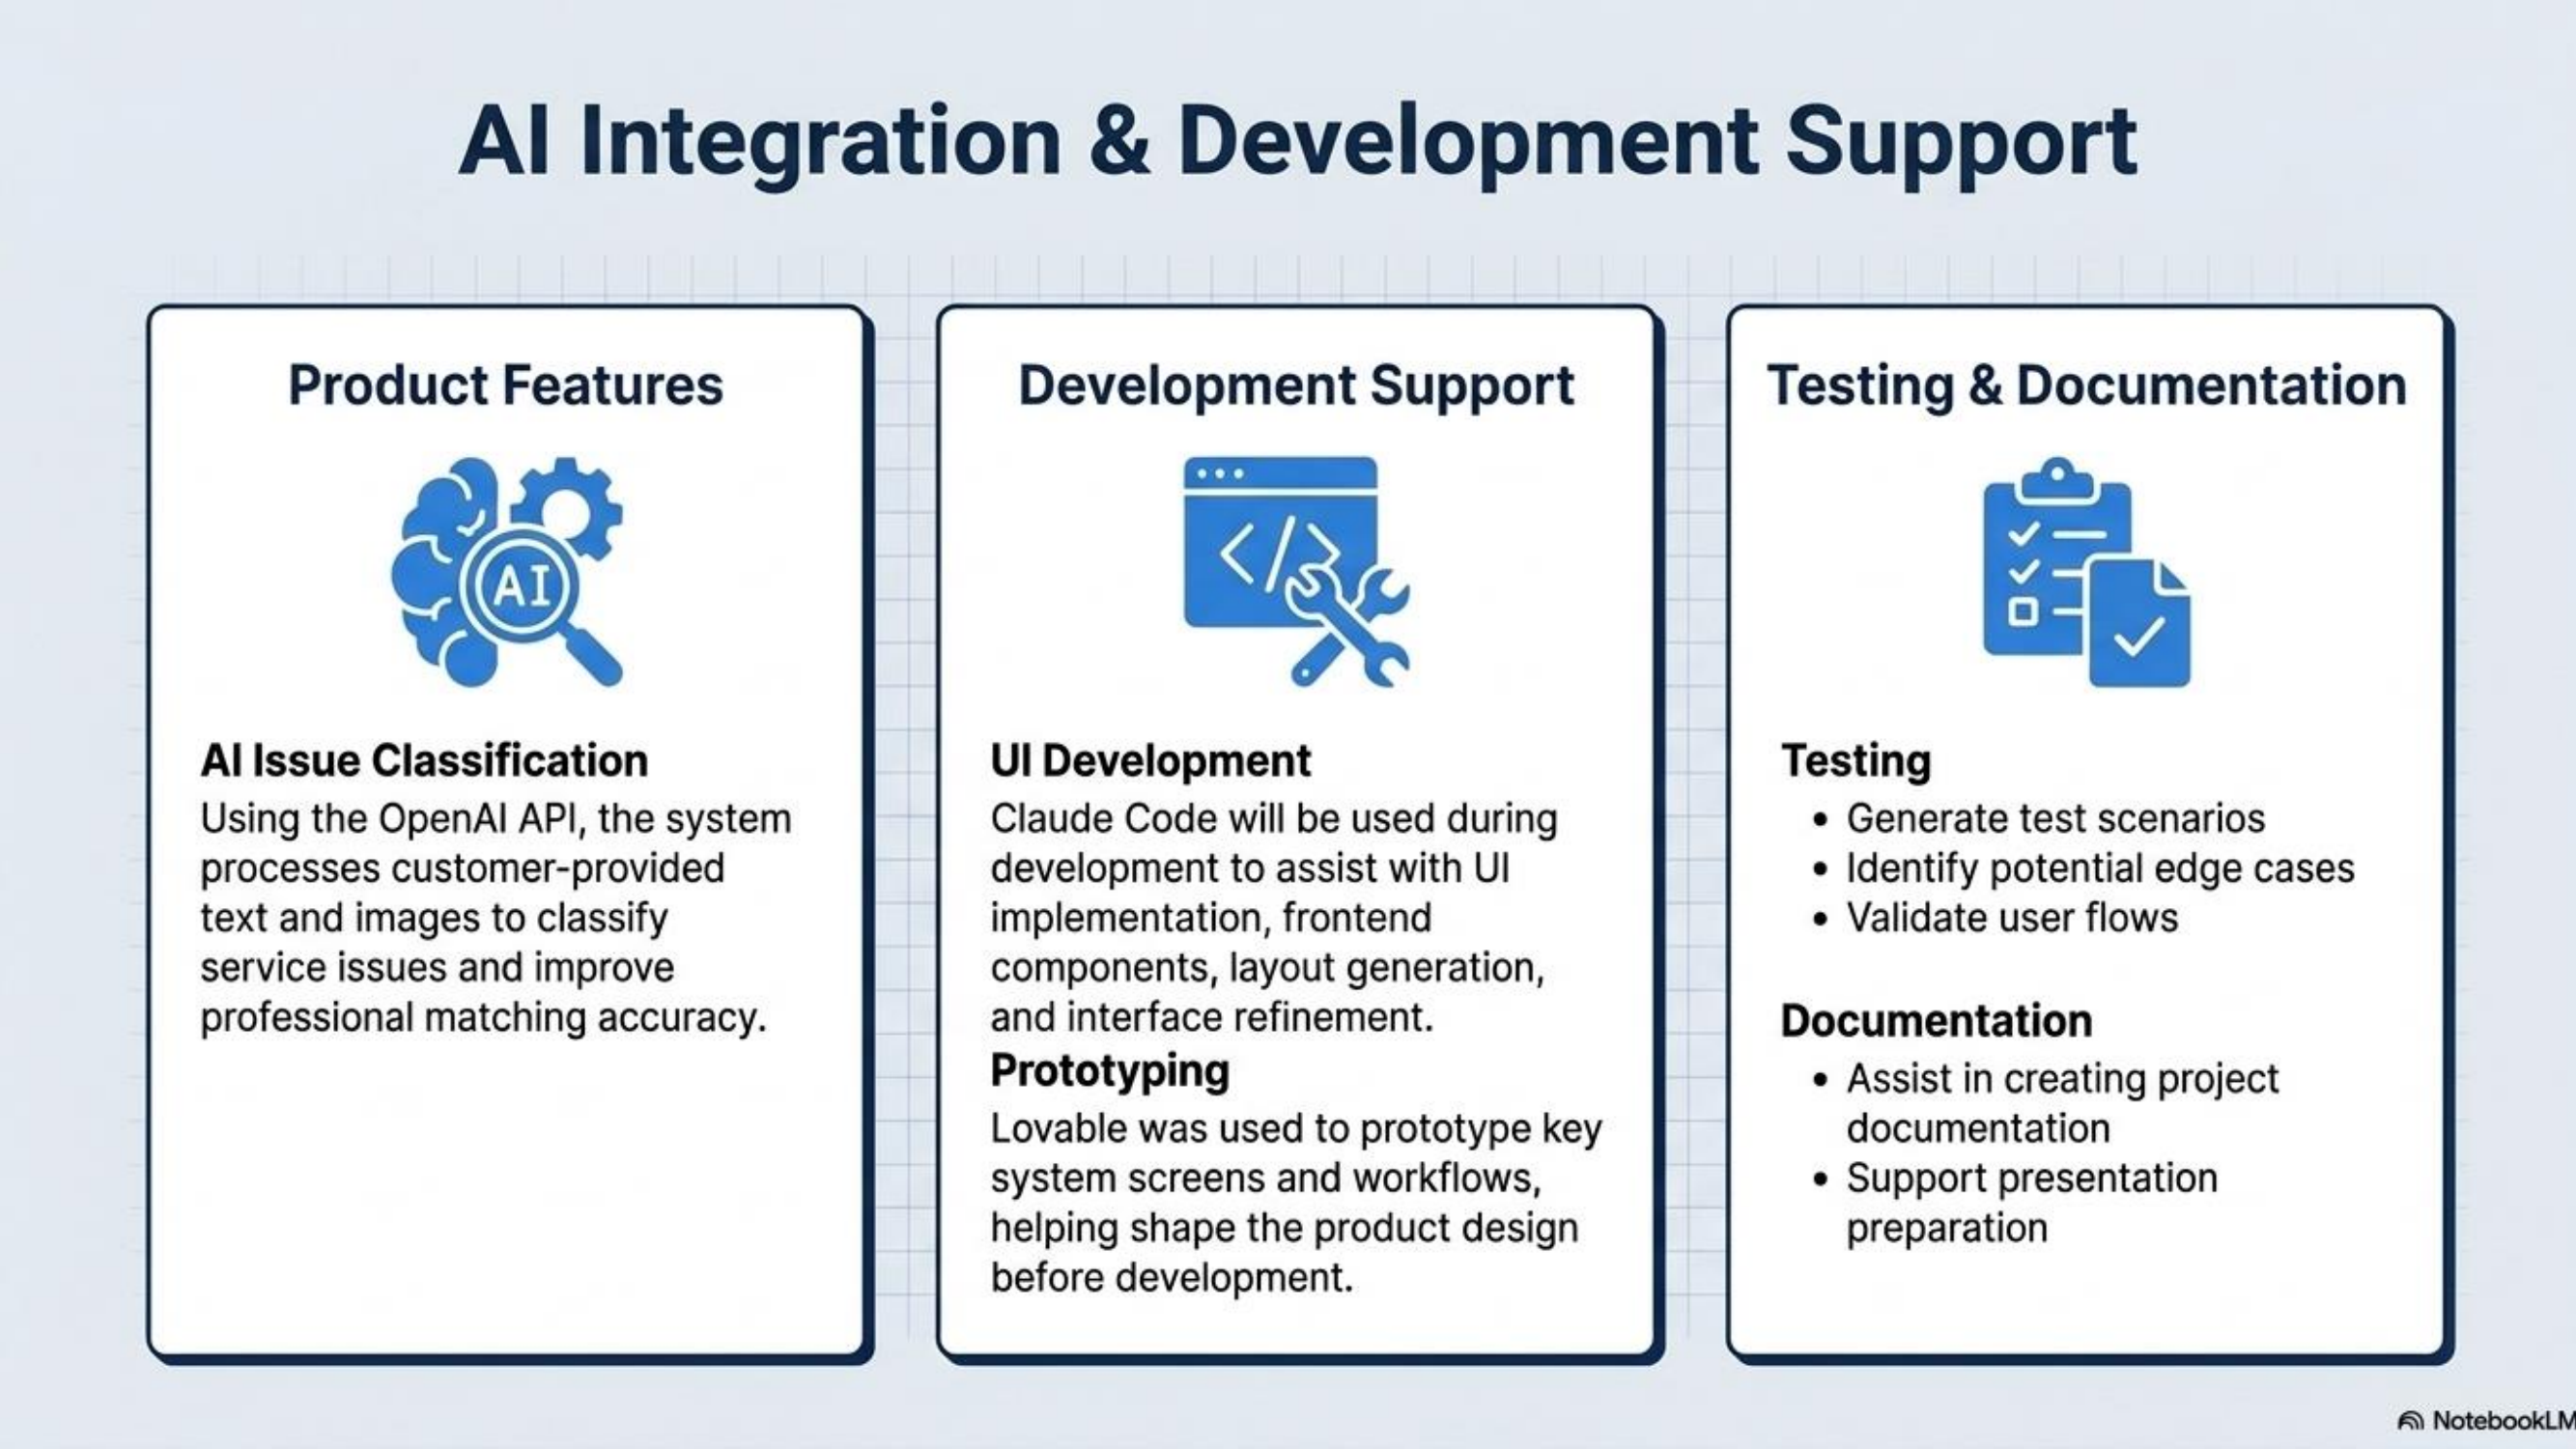 AI Integration & Development Support
Product Features
AI
AI Issue Classification
Using the OpenAI API, the system
processes customer-provided
text and images to classify
service issues and improve
professional matching accuracy.
Development Support
</>
UI Development
Claude Code will be used during
development to assist with UI
implementation, frontend
components, layout generation,
and interface refinement.
Prototyping
Lovable was used to prototype key
system screens and workflows,
helping shape the product design
before development.
Testing & Documentation
Testing
• Generate test scenarios
• Identify potential edge cases
• Validate user flows
Documentation
• Assist in creating project
documentation
• Support presentation
preparation
NotebookLM